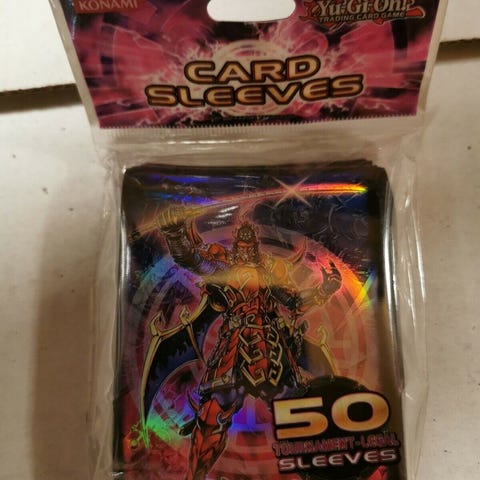 KONAMI
Yu-Gi-Oh!
TRADING CARD GAME
CARD
SLEEVES
50
TOURNAMENT-LEGAL
SLEEVES